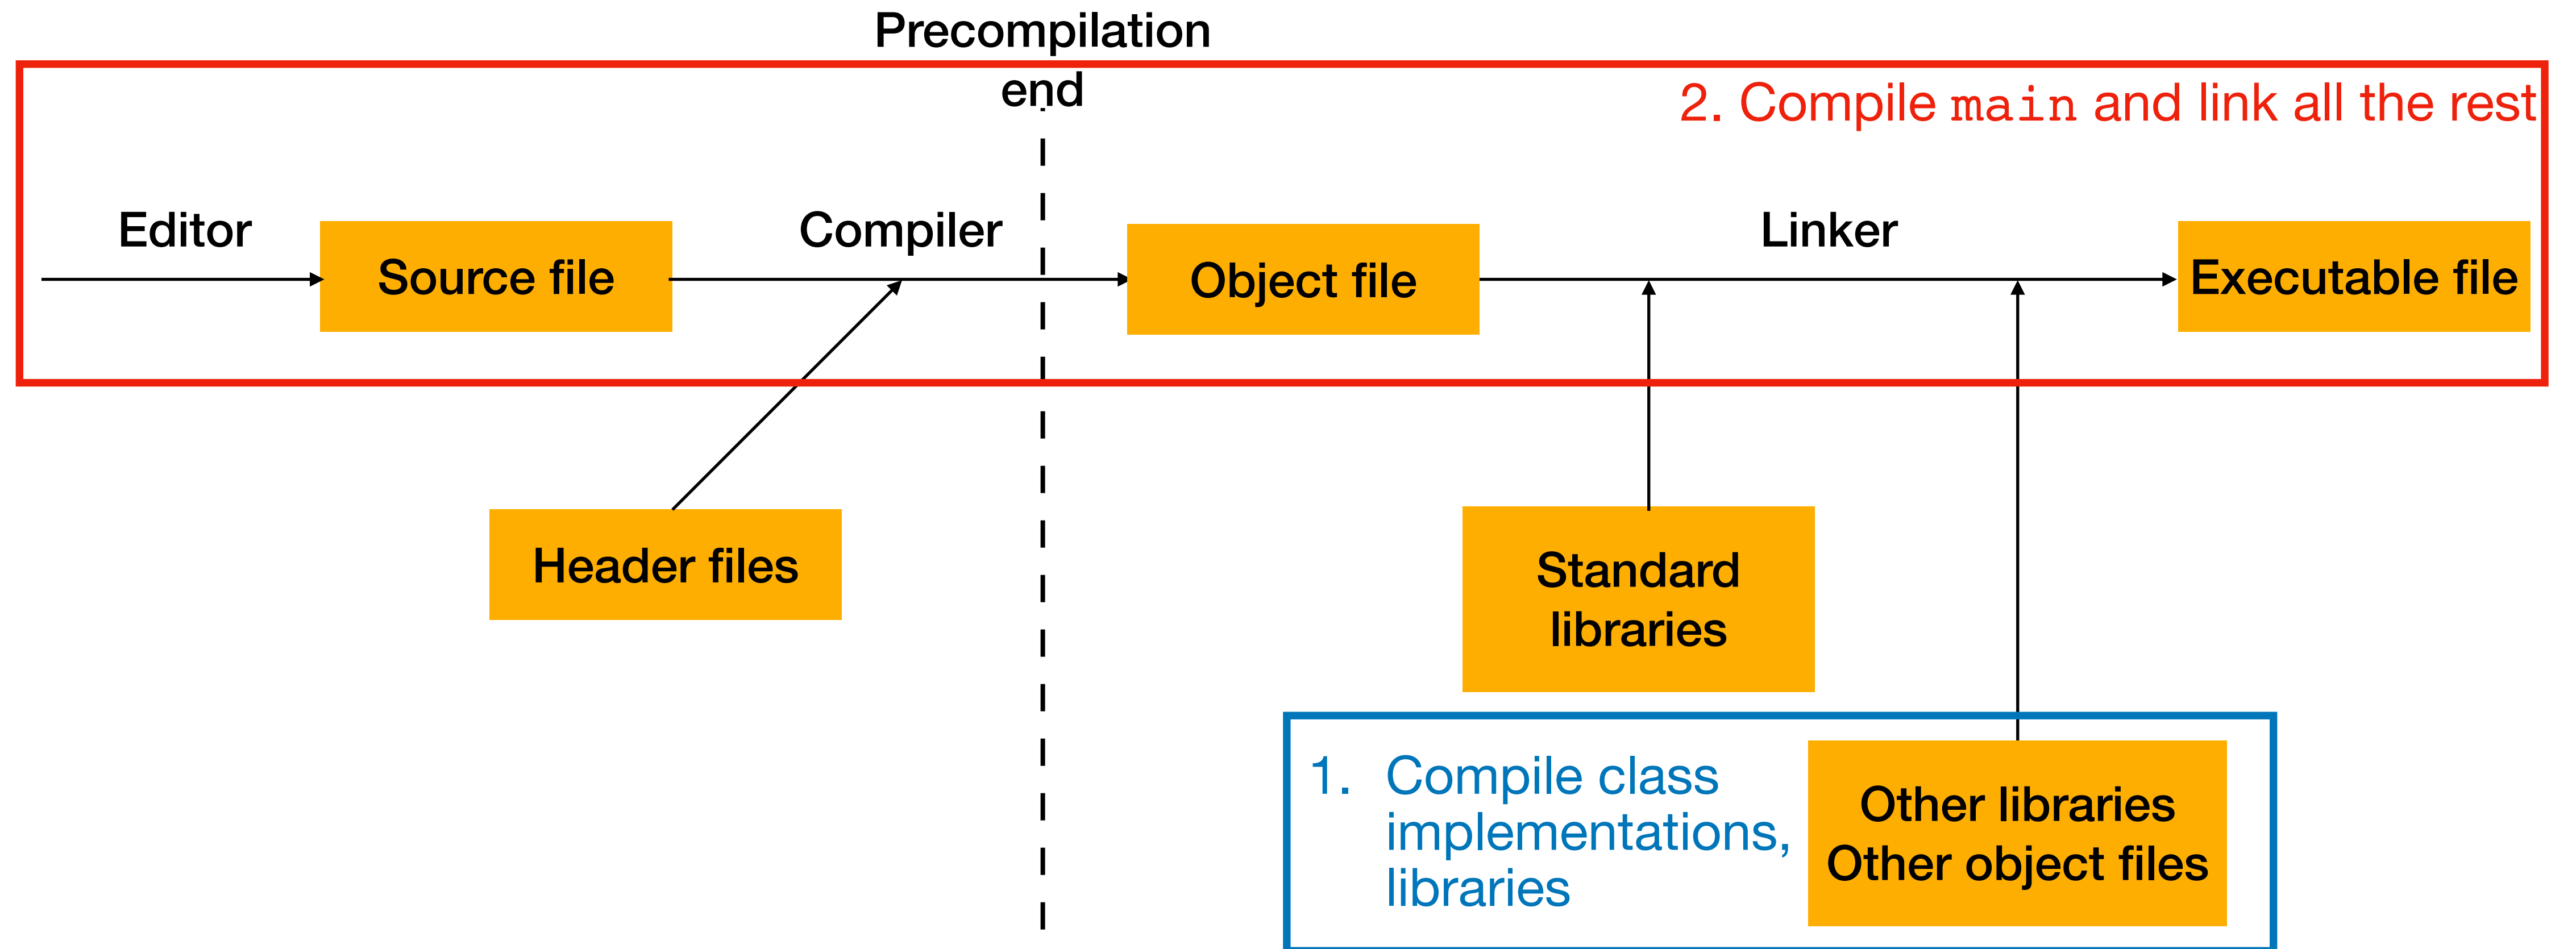 Precompilation
end
2. Compile main and link all the rest
Editor
Source file
Compiler
Object file
Linker
Executable file
Header files
Standard
libraries
1. Compile class
implementations,
libraries
Other libraries
Other object files